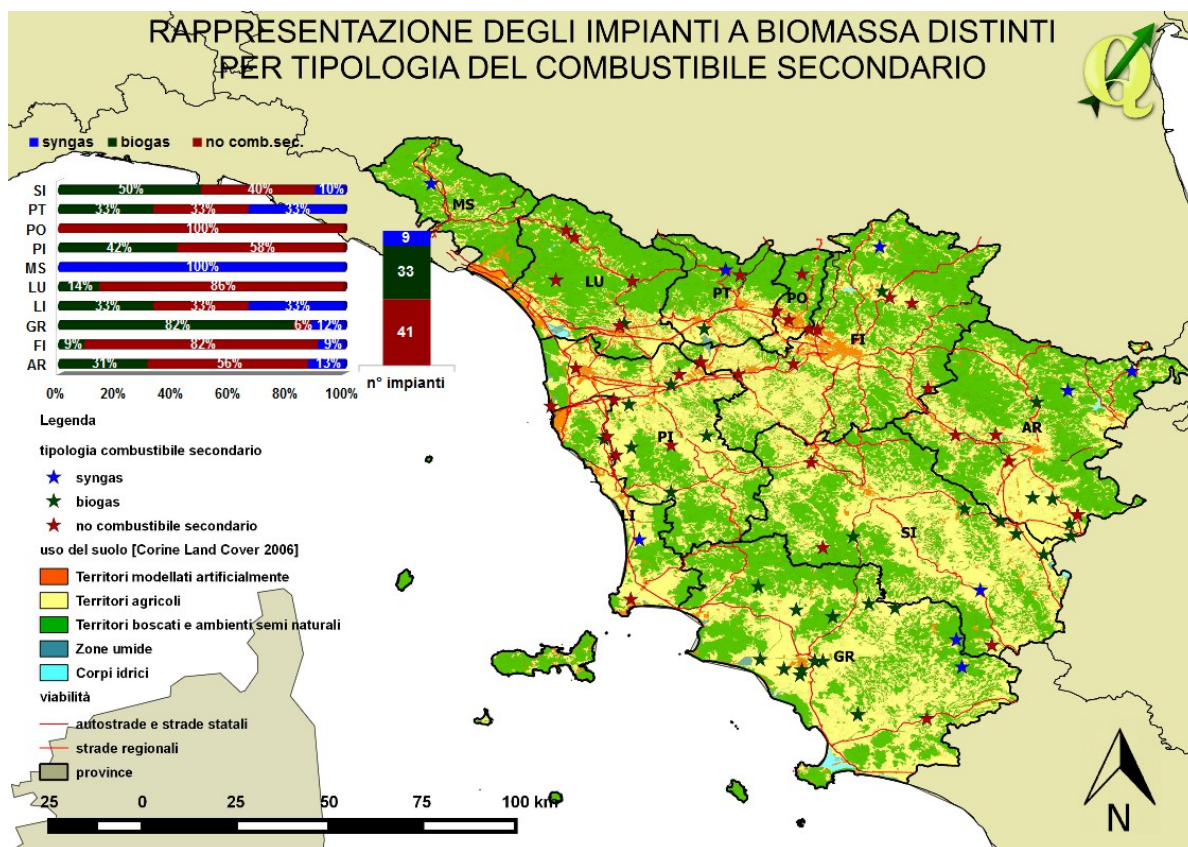 RAPPRESENTAZIONE DEGLI IMPIANTI A BIOMASSA DISTINTI
PER TIPOLOGIA DEL COMBUSTIBILE SECONDARIO
Q
syngas biogas no comb.sec.
SI 50% 40% 10%
PT 33% 33% 33%
PO 100%
PI 42% 58%
MS 100%
LU 14% 86%
LI 33% 33% 33%
GR 82% 6% 12%
FI 9% 82% 9%
AR 31% 56% 13%
0% 20% 40% 60% 80% 100%
9
33
41
n° impianti
Legenda
tipologia combustibile secondario
syngas
biogas
no combustibile secondario
uso del suolo [Corine Land Cover 2006]
Territori modellati artificialmente
Territori agricoli
Territori boscati e ambienti semi naturali
Zone umide
Corpi idrici
viabilità
autostrade e strade statali
strade regionali
province
25 0 25 50 75 100 km
MS
LU
PT
PO
FI
AR
PI
LI
SI
GR
N